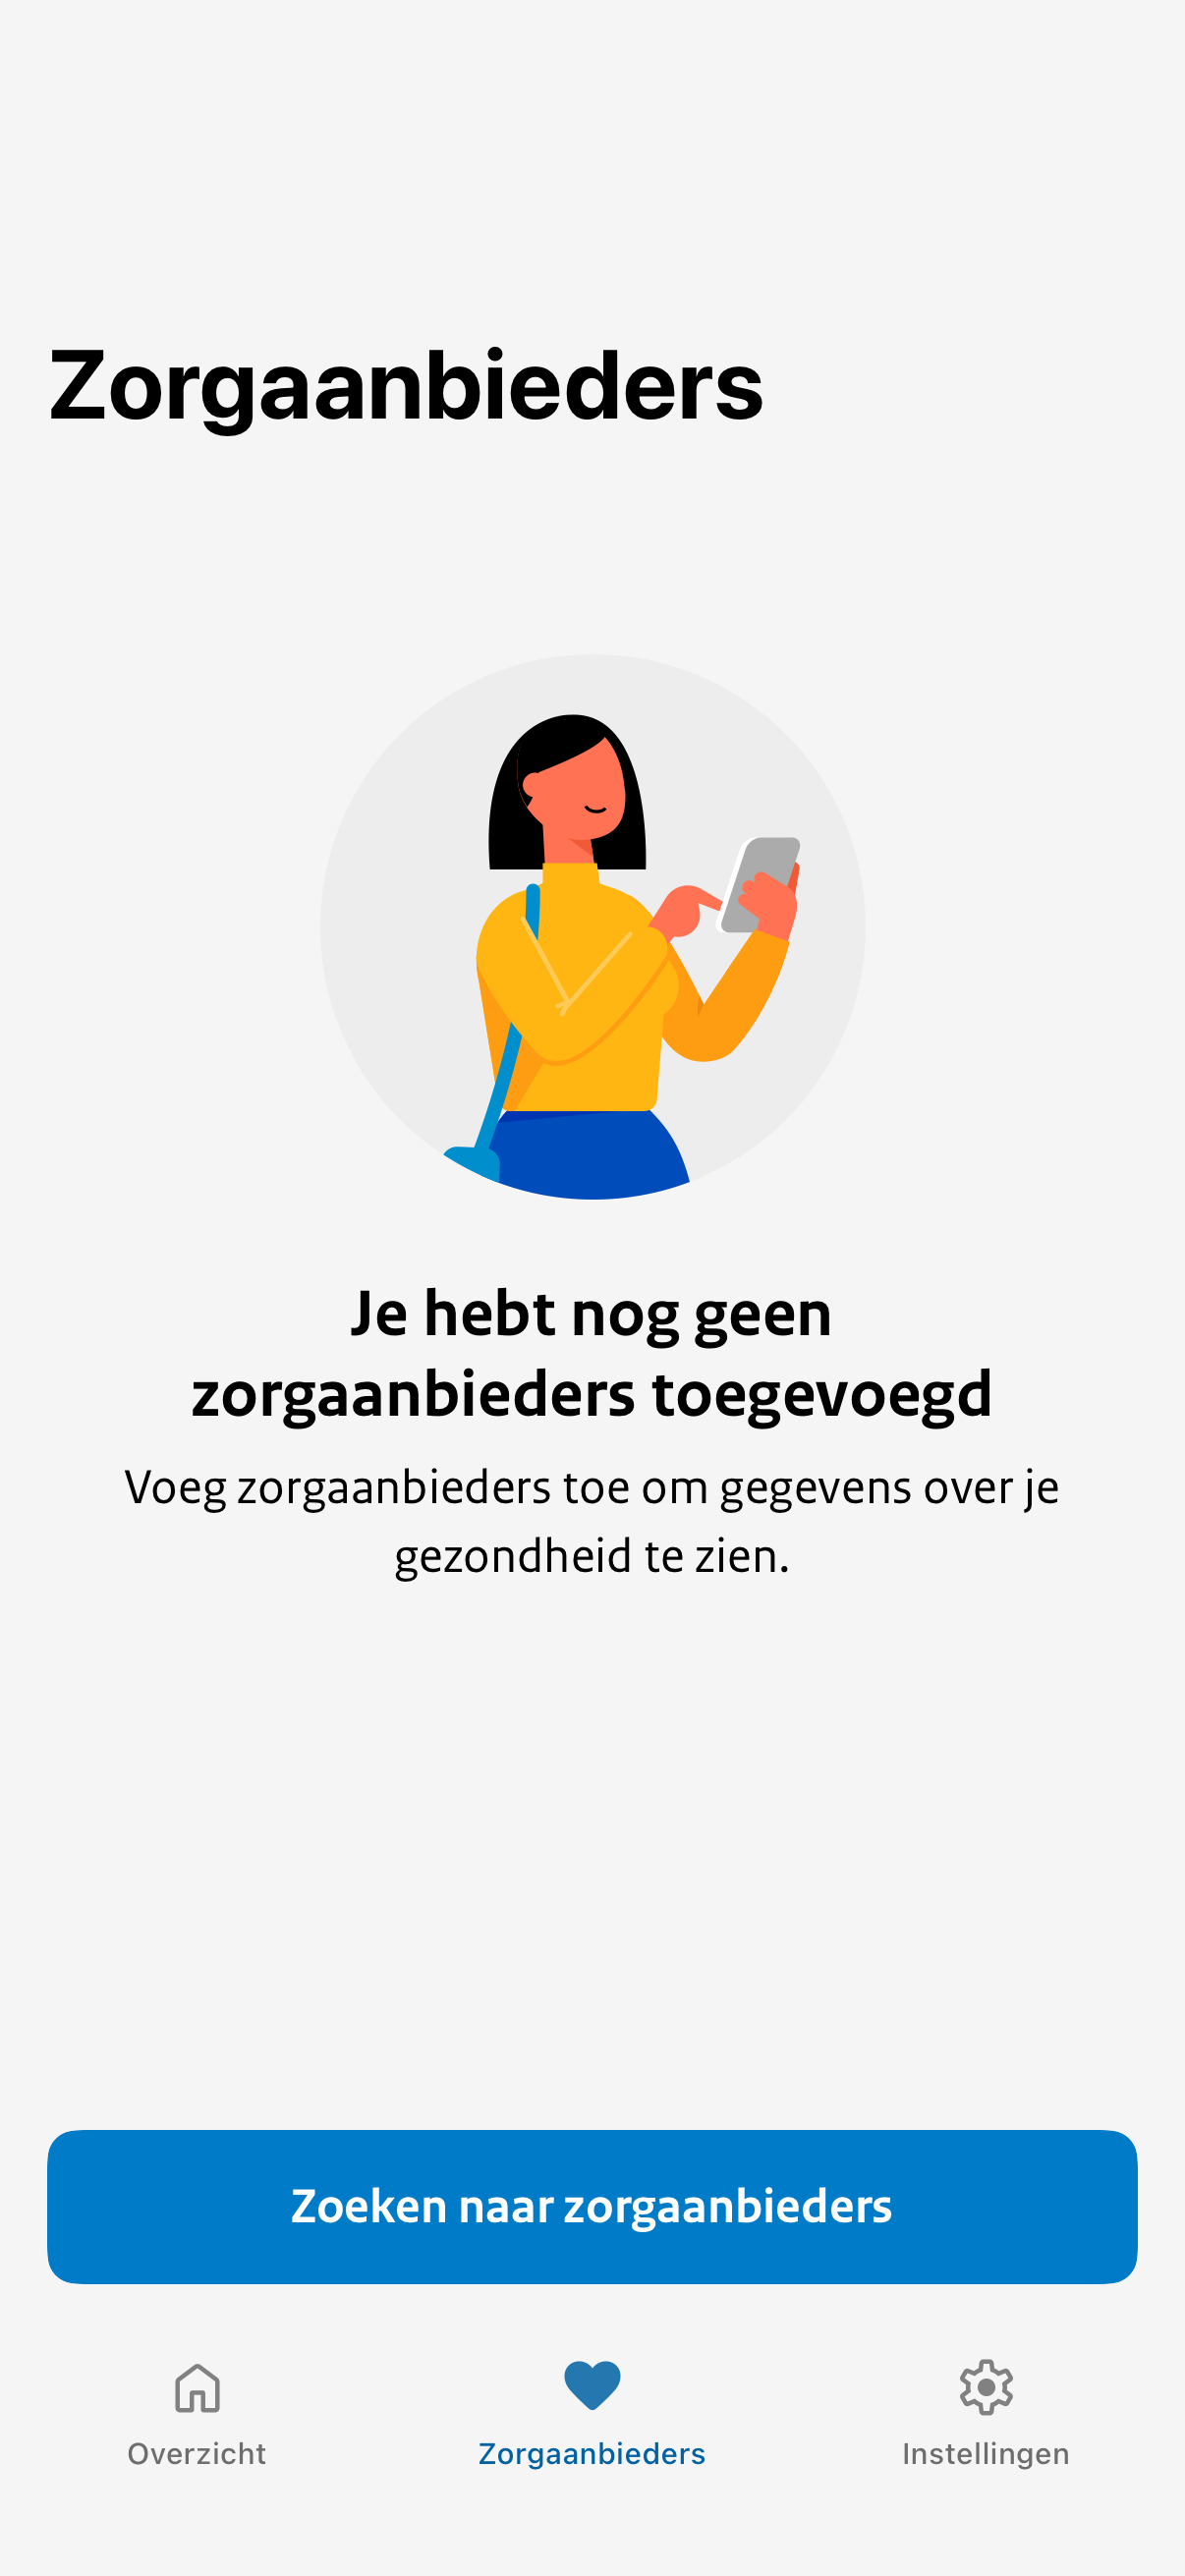 Zorgaanbieders
Je hebt nog geen
zorgaanbieders toegevoegd
Voeg zorgaanbieders toe om gegevens over je
gezondheid te zien.
Zoeken naar zorgaanbieders
Overzicht
Zorgaanbieders
Instellingen